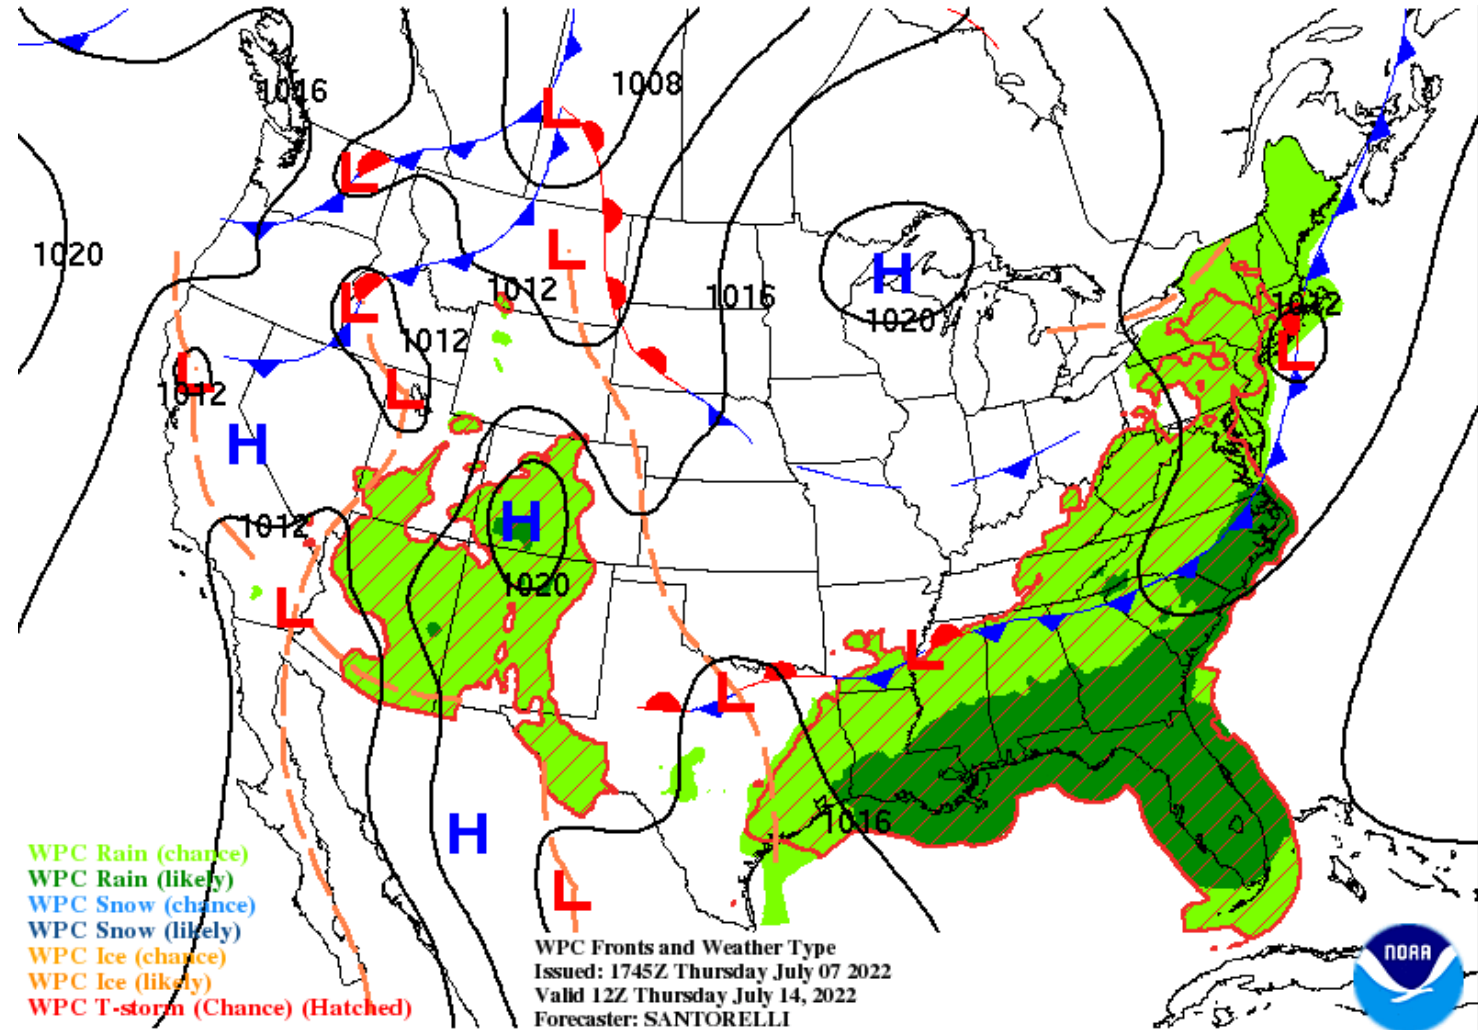 1016
1008
L
L
1020
L
H
1012
1016
L
1012
1020
1012
L
L
1012
L
H
1012
H
1020
L
L
L
H
1016
L
WPC Rain (chance)
WPC Rain (likely)
WPC Snow (chance)
WPC Snow (likely)
WPC Ice (chance)
WPC Ice (likely)
WPC T-storm (Chance) (Hatched)
WPC Fronts and Weather Type
Issued: 1745Z Thursday July 07 2022
Valid 12Z Thursday July 14, 2022
Forecaster: SANTORELLI
NOAA